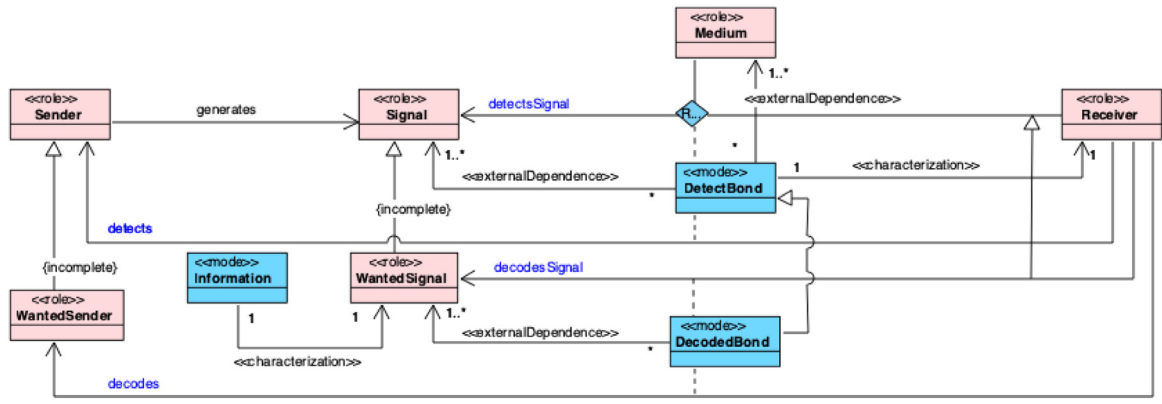 <<role>>
Medium
1..*
<<externalDependence>>
<<role>>
Sender
generates
<<role>>
Signal
detectsSignal
R...
<<role>>
Receiver
1..*
<<externalDependence>>
*
*
<<mode>>
DetectBond
1
<<characterization>>
1
{incomplete}
detects
{incomplete}
<<mode>>
Information
<<role>>
WantedSignal
decodesSignal
<<role>>
WantedSender
1
1
1..*
<<externalDependence>>
*
<<mode>>
DecodedBond
<<characterization>>
decodes